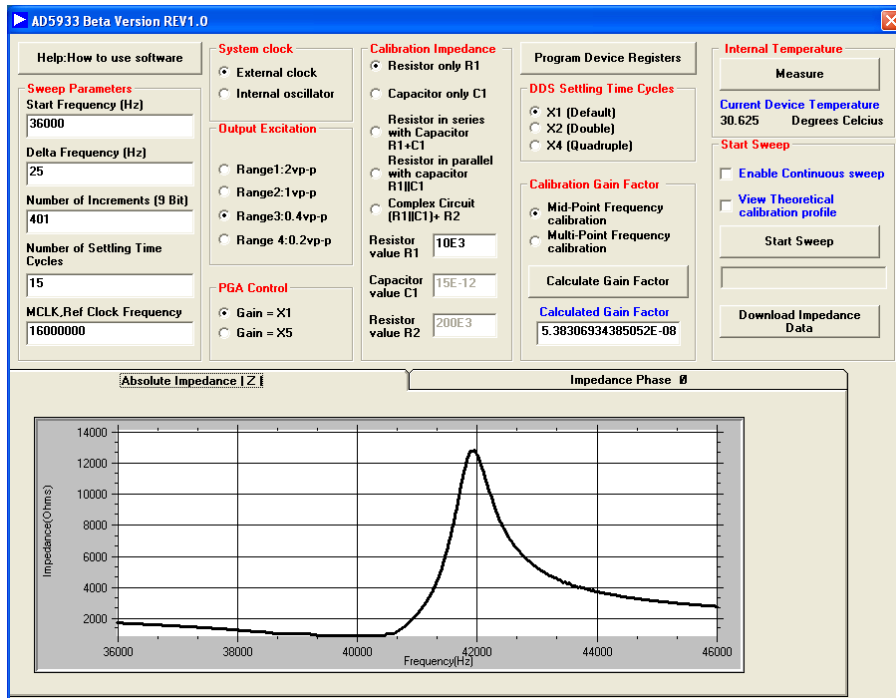 AD5933 Beta Version REV1.0
Help:How to use software
Sweep Parameters
Start Frequency (Hz)
36000
Delta Frequency (Hz)
25
Number of Increments (9 Bit)
401
Number of Settling Time
Cycles
15
MCLK,Ref Clock Frequency
16000000
System clock
External clock
Internal oscillator
Output Excitation
Range1:2vp-p
Range2:1vp-p
Range3:0.4vp-p
Range 4:0.2vp-p
PGA Control
Gain = X1
Gain = X5
Calibration Impedance
Resistor only R1
Capacitor only C1
Resistor in series
with Capacitor
R1+C1
Resistor in parallel
with capacitor
R1||C1
Complex Circuit
(R1||C1)+ R2
Resistor
value R1
10E3
Capacitor
value C1
15E-12
Resistor
value R2
200E3
Program Device Registers
DDS Settling Time Cycles
X1 (Default)
X2 (Double)
X4 (Quadruple)
Calibration Gain Factor
Mid-Point Frequency
calibration
Multi-Point Frequency
calibration
Calculate Gain Factor
Calculated Gain Factor
5.38306934385052E-08
Internal Temperature
Measure
Current Device Temperature
30.625 Degrees Celcius
Start Sweep
Enable Continuous sweep
View Theoretical
calibration profile
Start Sweep
Download Impedance
Data
Absolute Impedance |Z|
Impedance Phase Ø
Impedance(Ohms)
14000
12000
10000
8000
6000
4000
2000
36000 38000 40000 42000 44000 46000
Frequency(Hz)